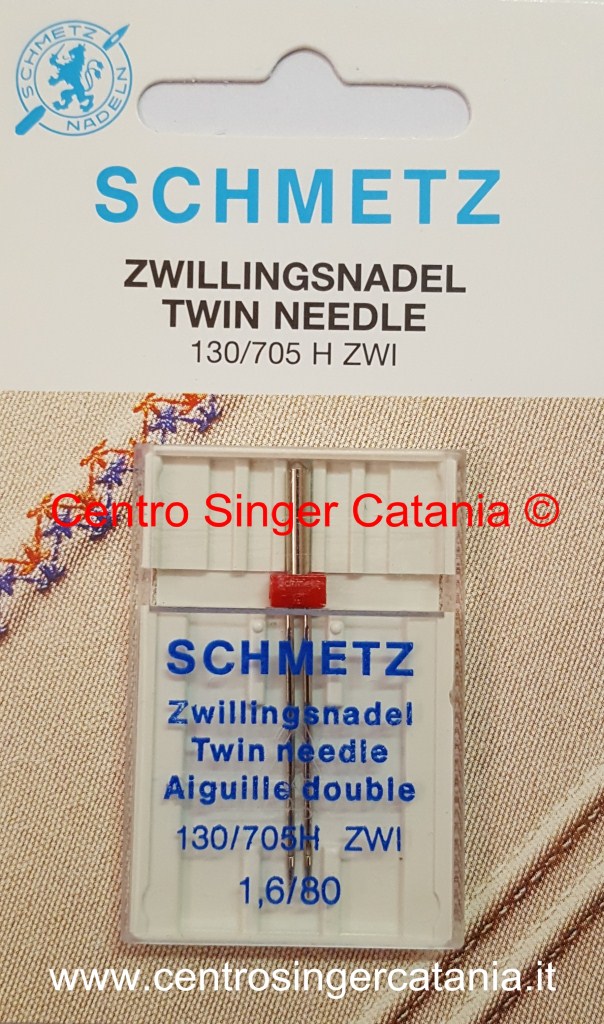 SCHMETZ
NADELN
SCHMETZ
ZWILLINGSNADEL
TWIN NEEDLE
130/705 H ZWI
Centro Singer Catania ©
SCHMETZ
Zwillingsnadel
Twin needle
Aiguille double
130/705H ZWI
1,6/80
www.centrosingercatania.it